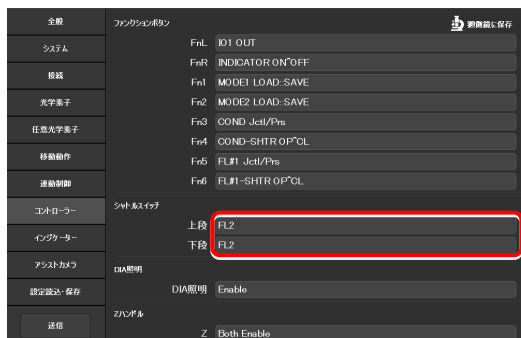 全般
システム
接続
光学素子
任意光学素子
移動動作
連動制御
コントローラー
インジケーター
アシストカメラ
設定読込・保存
送信
ファンクションボタン
顕微鏡に保存
FnL IO1 OUT
FnR INDICATOR ON^OFF
Fn1 MODE1 LOAD::SAVE
Fn2 MODE2 LOAD::SAVE
Fn3 COND Jctl/Prs
Fn4 COND-SHTR OP^CL
Fn5 FL#1 Jctl/Prs
Fn6 FL#1-SHTR OP^CL
シャトルスイッチ
上段 FL2
下段 FL2
DIA照明
DIA照明 Enable
Zハンドル
Z Both Enable